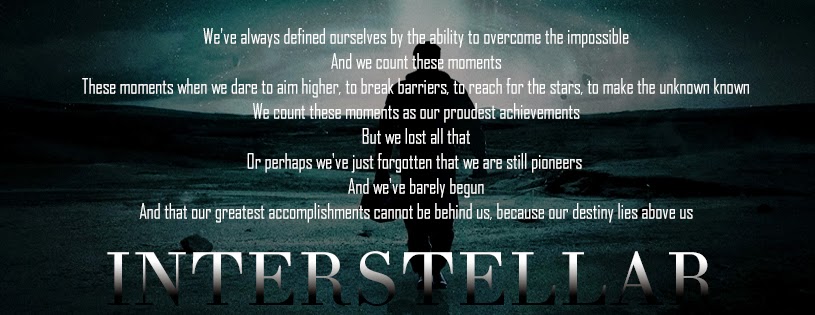 We've always defined ourselves by the ability to overcome the impossible
And we count these moments
These moments when we dare to aim higher, to break barriers, to reach for the stars, to make the unknown known
We count these moments as our proudest achievements
But we lost all that
Or perhaps we've just forgotten that we are still pioneers
And we've barely begun
And that our greatest accomplishments cannot be behind us, because our destiny lies above us
INTERSTELLAR